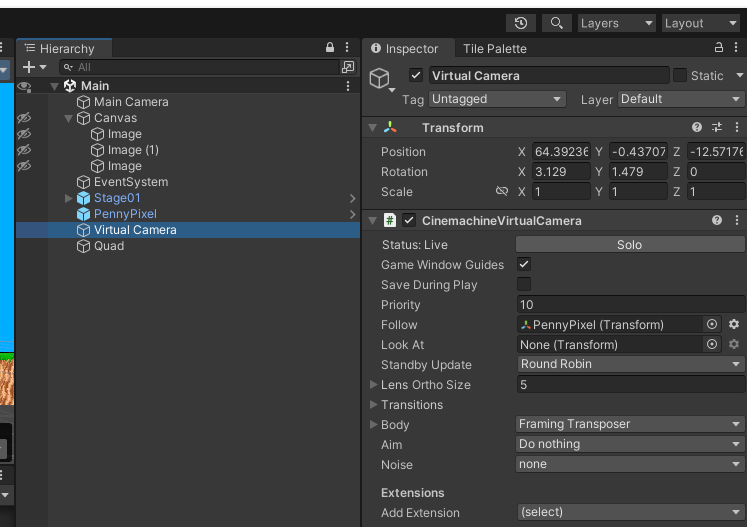 Layers Layout
Hierarchy
All
Main
Main Camera
Canvas
Image
Image (1)
Image
EventSystem
Stage01
PennyPixel
Virtual Camera
Quad
Inspector Tile Palette
Virtual Camera Static
Tag Untagged Layer Default
Transform
Position X 64.39236 Y -0.43707 Z -12.57176
Rotation X 3.129 Y 1.479 Z 0
Scale X 1 Y 1 Z 1
# CinemachineVirtualCamera
Status: Live Solo
Game Window Guides
Save During Play
Priority 10
Follow PennyPixel (Transform)
Look At None (Transform)
Standby Update Round Robin
Lens Ortho Size 5
Transitions
Body Framing Transposer
Aim Do nothing
Noise none
Extensions
Add Extension (select)